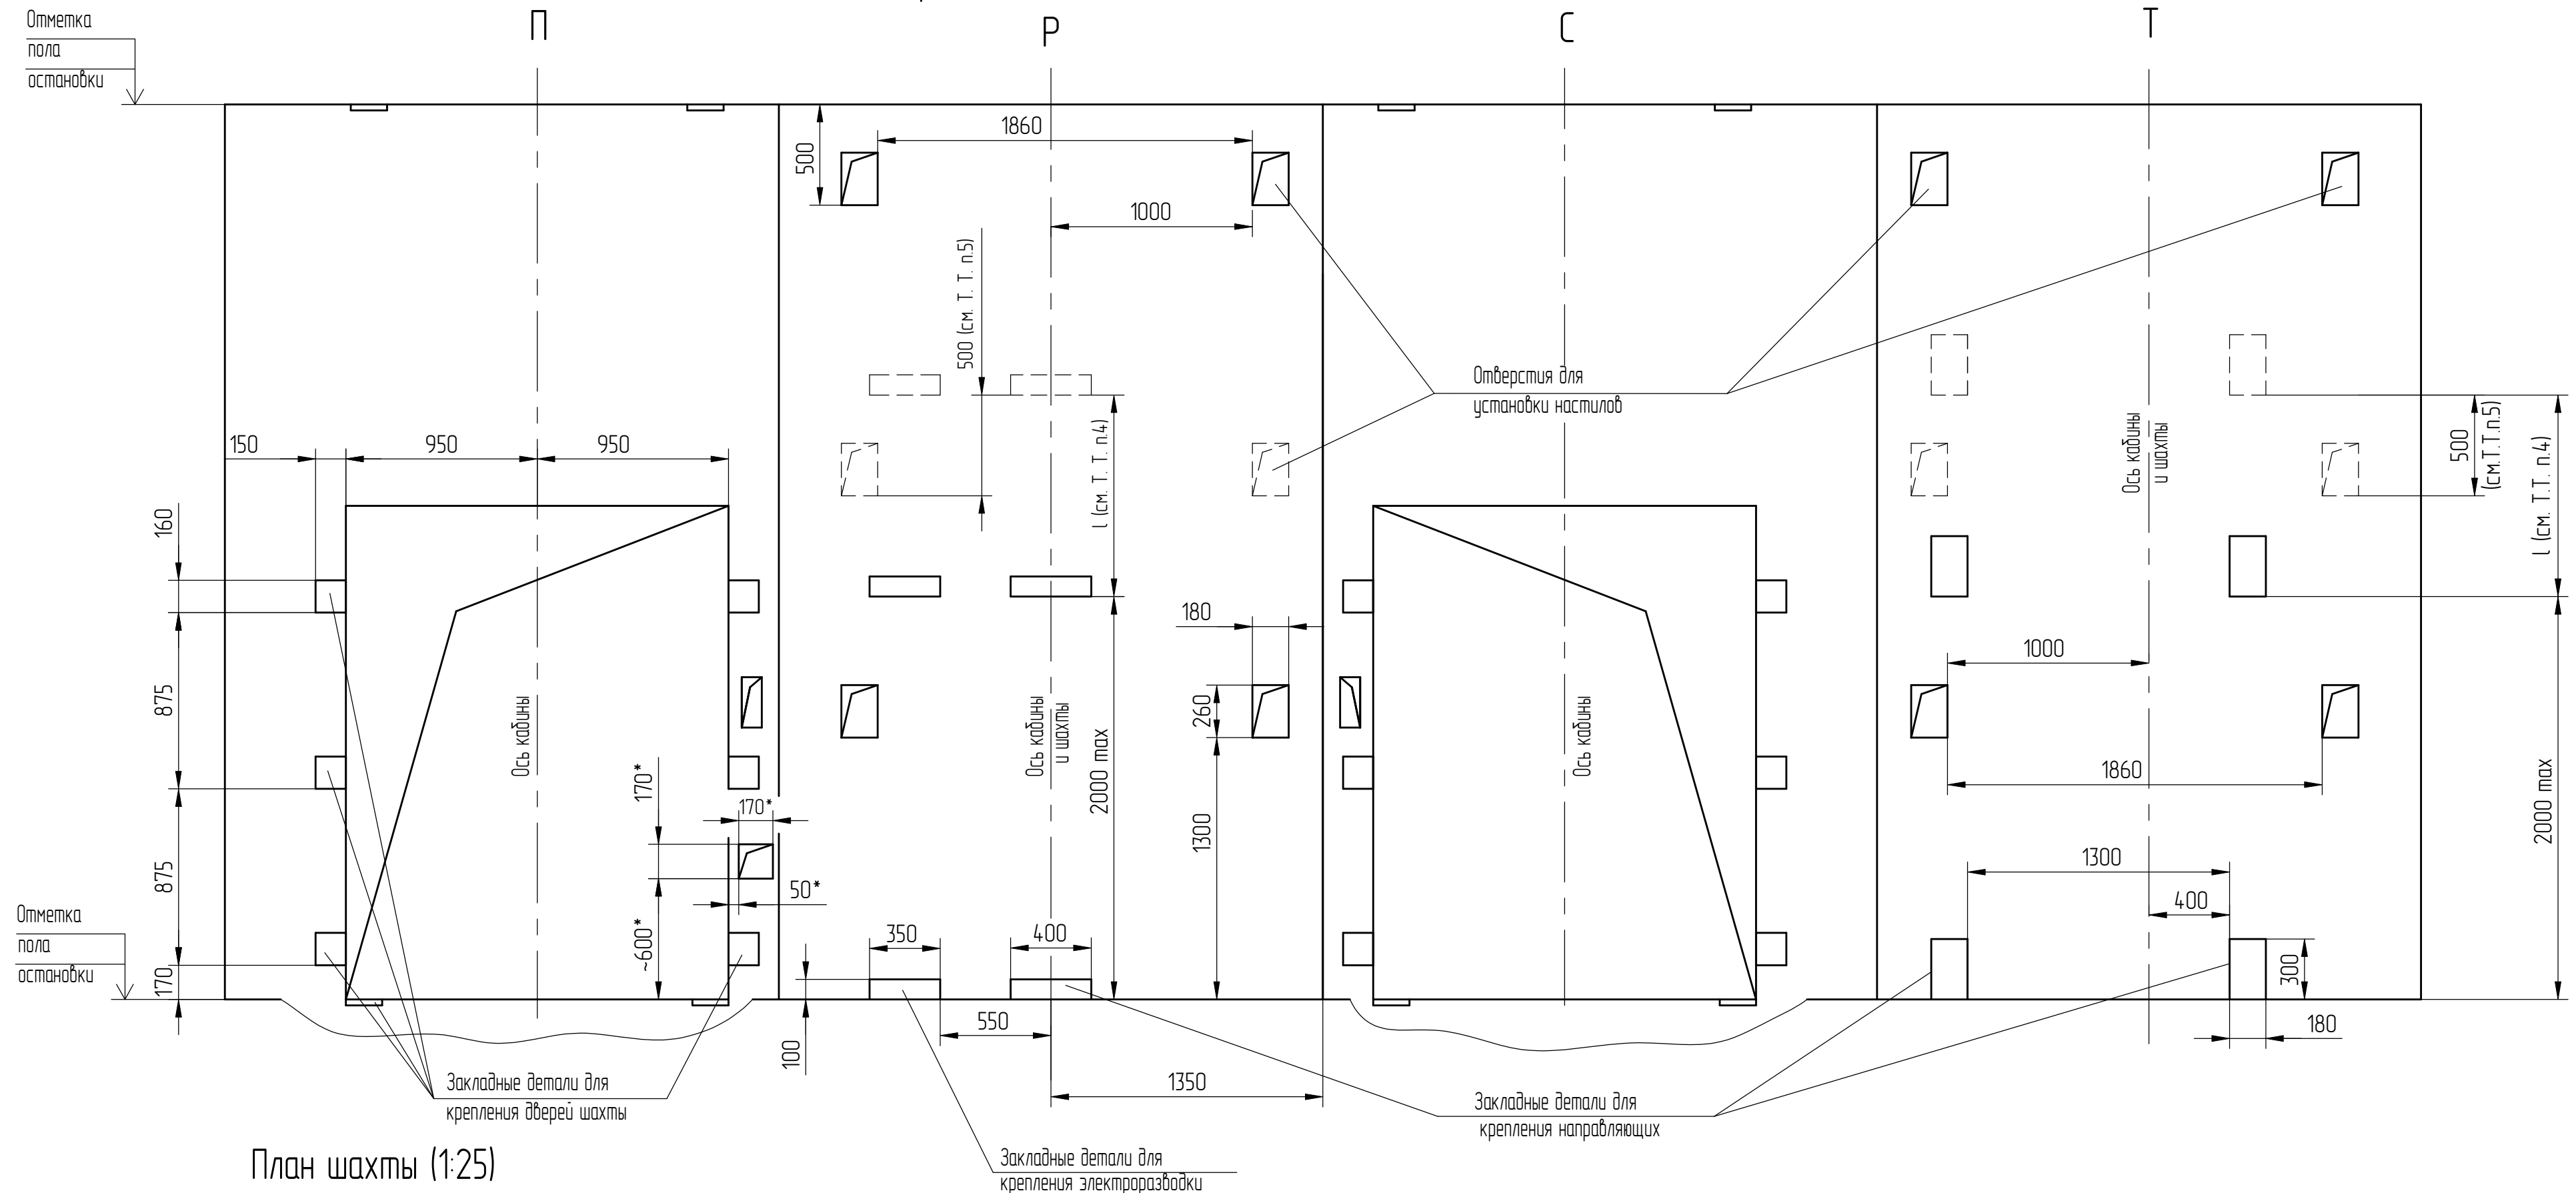 П
Р
С
Т
Отметка
пола
остановки
1860
500
1000
500 (см. Т. Т. п.5)
l (см. Т. Т. п.4)
Отверстия для
установки настилов
Ось кабины
и шахты
500
(см.Т.Т.п.5)
l (см. Т.Т. п.4)
150
950
950
160
875
875
170
Ось кабины
170*
170*
50*
~600*
180
260
1300
Ось кабины
и шахты
2000 max
Ось кабины
1000
1860
1300
400
300
180
2000 max
Отметка
пола
остановки
350
400
100
550
1350
Закладные детали для
крепления дверей шахты
Закладные детали для
крепления направляющих
Закладные детали для
крепления электроразводки
План шахты (1:25)